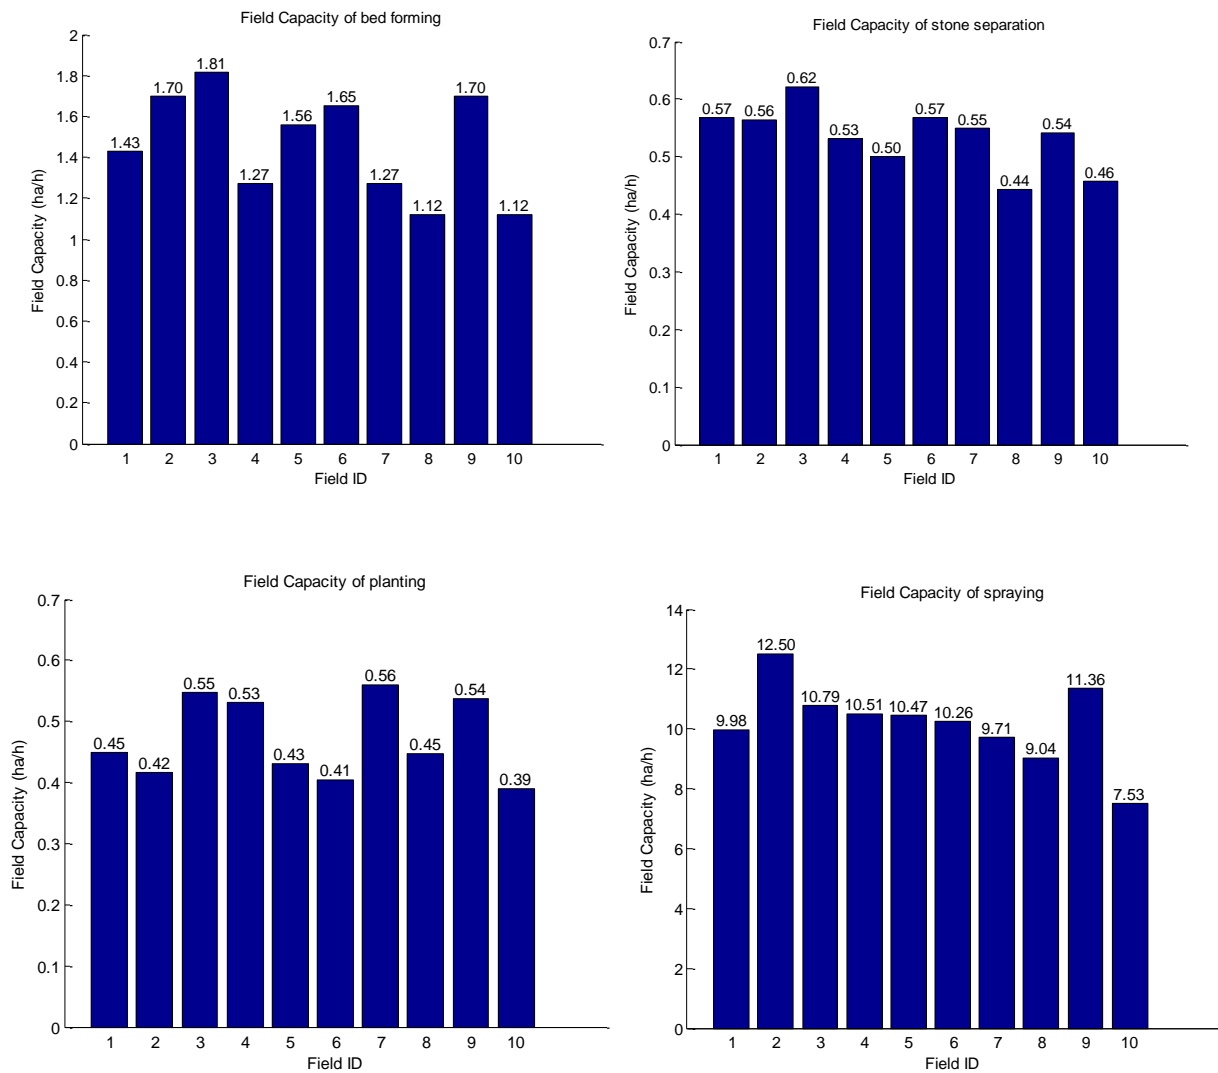 Field Capacity of bed forming
2
1.8
1.6
1.4
1.2
1
0.8
0.6
0.4
0.2
0
Field Capacity (ha/h)
1.43 1.70 1.81 1.27 1.56 1.65 1.27 1.12 1.70 1.12
1 2 3 4 5 6 7 8 9 10
Field ID
Field Capacity of stone separation
0.7
0.6
0.5
0.4
0.3
0.2
0.1
0
Field Capacity (ha/h)
0.57 0.56 0.62 0.53 0.50 0.57 0.55 0.44 0.54 0.46
1 2 3 4 5 6 7 8 9 10
Field ID
Field Capacity of planting
0.7
0.6
0.5
0.4
0.3
0.2
0.1
0
Field Capacity (ha/h)
0.45 0.42 0.55 0.53 0.43 0.41 0.56 0.45 0.54 0.39
1 2 3 4 5 6 7 8 9 10
Field ID
Field Capacity of spraying
14
12
10
8
6
4
2
0
Field Capacity (ha/h)
9.98 12.50 10.79 10.51 10.47 10.26 9.71 9.04 11.36 7.53
1 2 3 4 5 6 7 8 9 10
Field ID